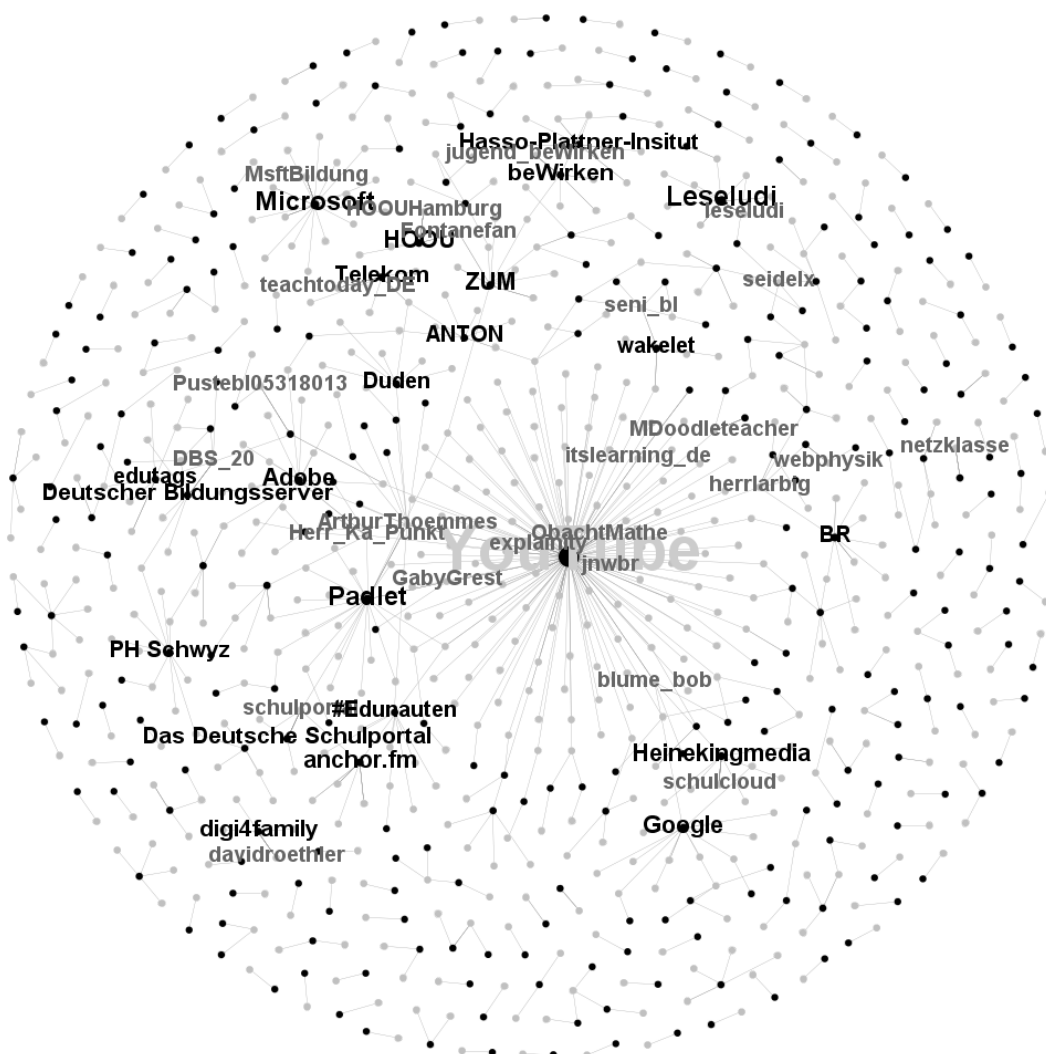 Hasso-Plattner-Insitut
jugend_beWirken
beWirken
MsftBildung
Microsoft
Leseludi
leseludi
HOOUHamburg
Fontanefan
HOOU
Telekom
teachtoday_DE
ZUM
seidelx
seni_bl
ANTON
wakelet
Pustebl05318013
Duden
MDoodleteacher
itslearning_de
netzklasse
webphysik
herrlarbig
DBS_20
edutags
Adobe
Deutscher Bildungsserver
ArthurThoemmes
Herr_Ka_Punkt
ObachtMathe
explainity
YouTube
jnwbr
BR
GabyGrest
Padlet
PH Schwyz
blume_bob
#Edunauten
Das Deutsche Schulportal
anchor.fm
Heinekingmedia
schulcloud
Google
digi4family
davidroethler